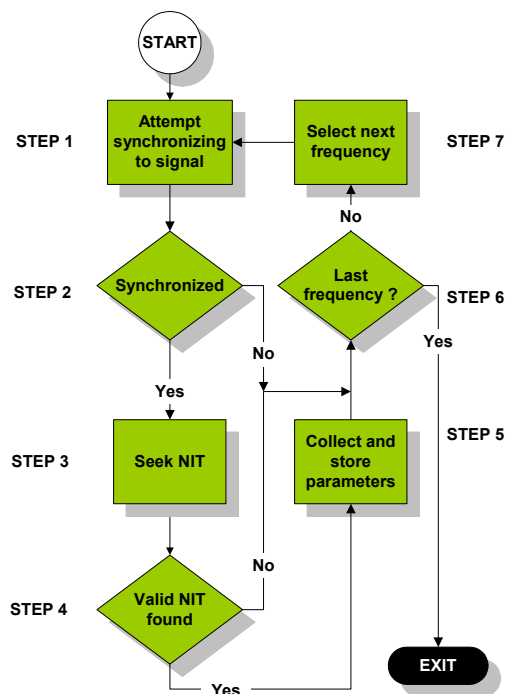 START
STEP 1
Attempt
synchronizing
to signal
Select next
frequency
STEP 7
No
STEP 2
Synchronized
Last
frequency ?
STEP 6
No
Yes
Yes
STEP 3
Seek NIT
Collect and
store
parameters
STEP 5
No
STEP 4
Valid NIT
found
Yes
EXIT